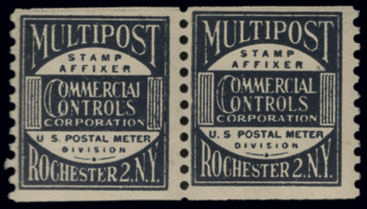 MULTIPOST
STAMP
AFFIXER
COMMERCIAL
CONTROLS
CORPORATION
U.S. POSTAL METER
DIVISION
ROCHESTER 2. N.Y.
MULTIPOST
STAMP
AFFIXER
COMMERCIAL
CONTROLS
CORPORATION
U.S. POSTAL METER
DIVISION
ROCHESTER 2. N.Y.